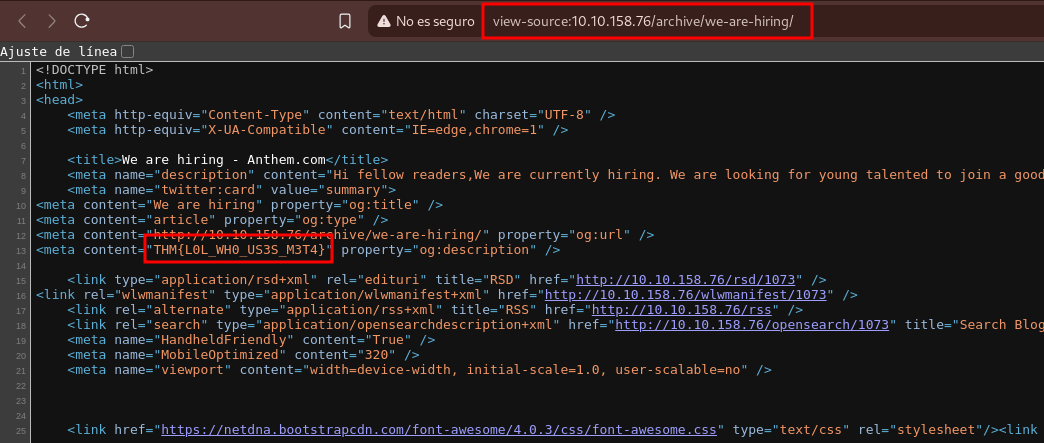 No es seguro view-source:10.10.158.76/archive/we-are-hiring/
Ajuste de línea
1 <!DOCTYPE html>
2 <html>
3 <head>
4 <meta http-equiv="Content-Type" content="text/html" charset="UTF-8" />
5 <meta http-equiv="X-UA-Compatible" content="IE=edge,chrome=1" />
6
7 <title>We are hiring - Anthem.com</title>
8 <meta name="description" content="Hi fellow readers,We are currently hiring. We are looking for young talented to join a good
9 <meta name="twitter:card" value="summary">
10 <meta content="We are hiring" property="og:title" />
11 <meta content="article" property="og:type" />
12 <meta content="http://10.10.158.76/archive/we-are-hiring/" property="og:url" />
13 <meta content="THM{L0L_WH0_US3S_M3T4}" property="og:description" />
14
15 <link type="application/rsd+xml" rel="edituri" title="RSD" href="http://10.10.158.76/rsd/1073" />
16 <link rel="wlwmanifest" type="application/wlwmanifest+xml" href="http://10.10.158.76/wlwmanifest/1073" />
17 <link rel="alternate" type="application/rss+xml" title="RSS" href="http://10.10.158.76/rss" />
18 <link rel="search" type="application/opensearchdescription+xml" href="http://10.10.158.76/opensearch/1073" title="Search Blog
19 <meta name="HandheldFriendly" content="True" />
20 <meta name="MobileOptimized" content="320" />
21 <meta name="viewport" content="width=device-width, initial-scale=1.0, user-scalable=no" />
22
23
24
25 <link href="https://netdna.bootstrapcdn.com/font-awesome/4.0.3/css/font-awesome.css" type="text/css" rel="stylesheet"/><link